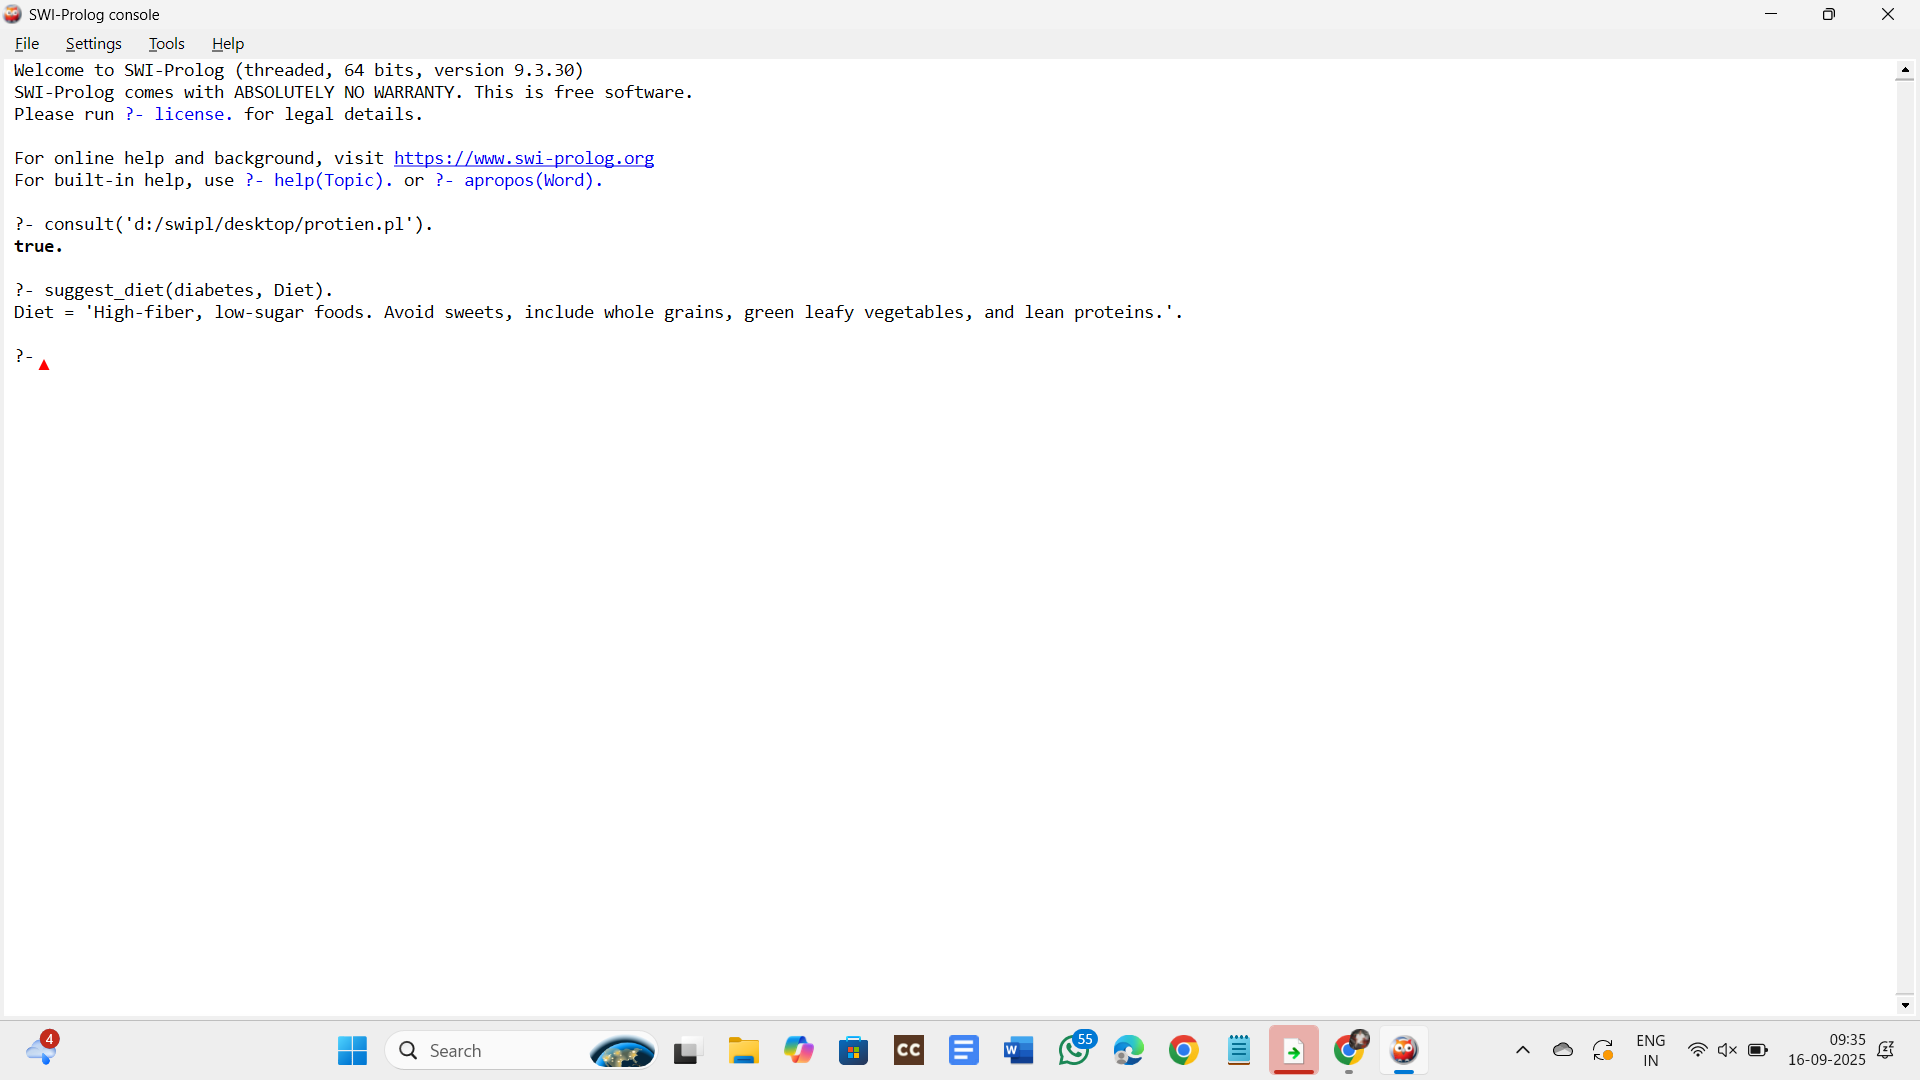 SWI-Prolog console
File Settings Tools Help
Welcome to SWI-Prolog (threaded, 64 bits, version 9.3.30)
SWI-Prolog comes with ABSOLUTELY NO WARRANTY. This is free software.
Please run ?- license. for legal details.
For online help and background, visit https://www.swi-prolog.org
For built-in help, use ?- help(Topic). or ?- apropos(Word).
?- consult('d:/swipl/desktop/protien.pl').
true.
?- suggest_diet(diabetes, Diet).
Diet = 'High-fiber, low-sugar foods. Avoid sweets, include whole grains, green leafy vegetables, and lean proteins.'.
?-
4
Search
CC
W
55
ENG
IN
09:35
16-09-2025